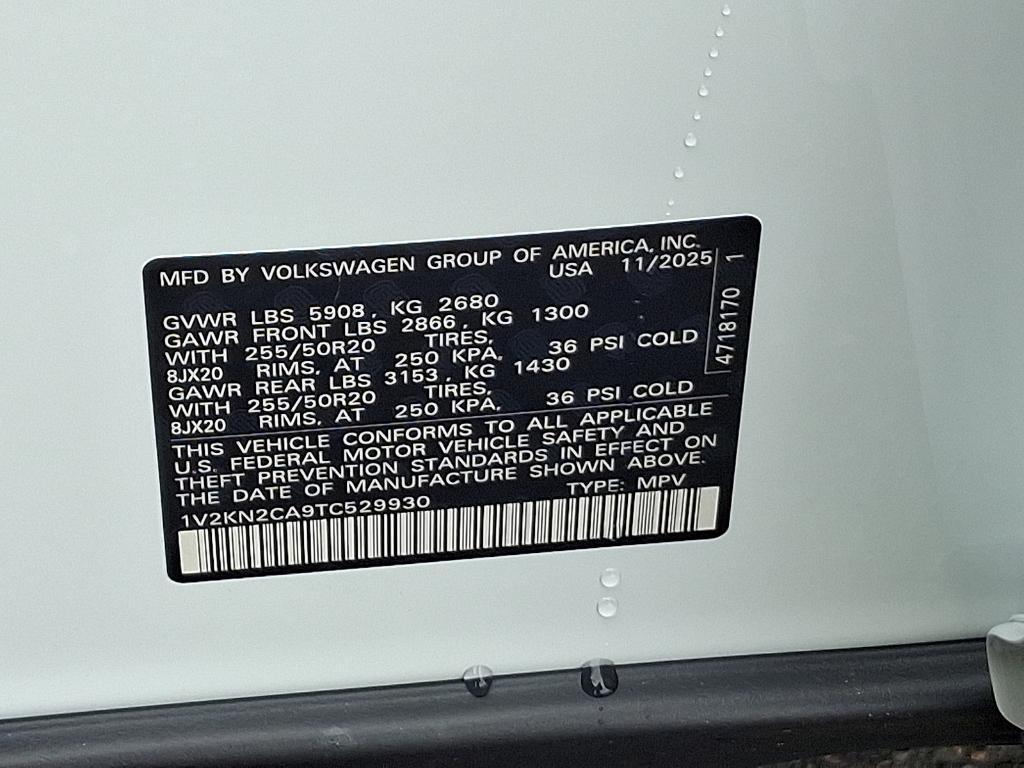 MFD BY VOLKSWAGEN GROUP OF AMERICA, INC.
USA 11/2025
GVWR LBS 5908, KG 2680
GAWR FRONT LBS 2866, KG 1300
WITH 255/50R20 TIRES,
8JX20 RIMS, AT 250 KPA, 36 PSI COLD
GAWR REAR LBS 3153, KG 1430
WITH 255/50R20 TIRES,
8JX20 RIMS, AT 250 KPA, 36 PSI COLD
THIS VEHICLE CONFORMS TO ALL APPLICABLE
U.S. FEDERAL MOTOR VEHICLE SAFETY AND
THEFT PREVENTION STANDARDS IN EFFECT ON
THE DATE OF MANUFACTURE SHOWN ABOVE.
1V2KN2CA9TC529930 TYPE: MPV
4718170 1